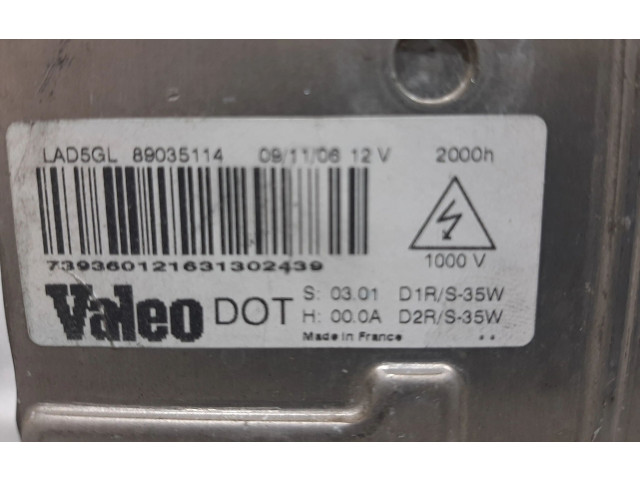 LAD5GL 89035114 09/11/06 12 V 2000h
739360121631302439
1000 V
Valeo DOT S: 03.01 D1R/S-35W
H: 00.0A D2R/S-35W
Made in France